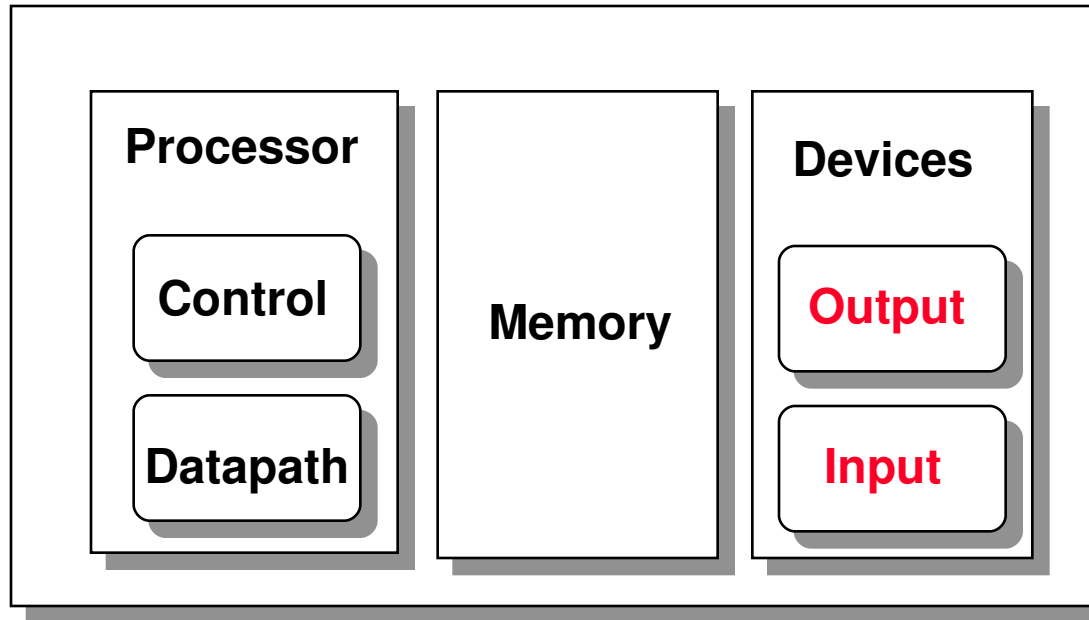 Processor
Control
Datapath
Memory
Devices
Output
Input